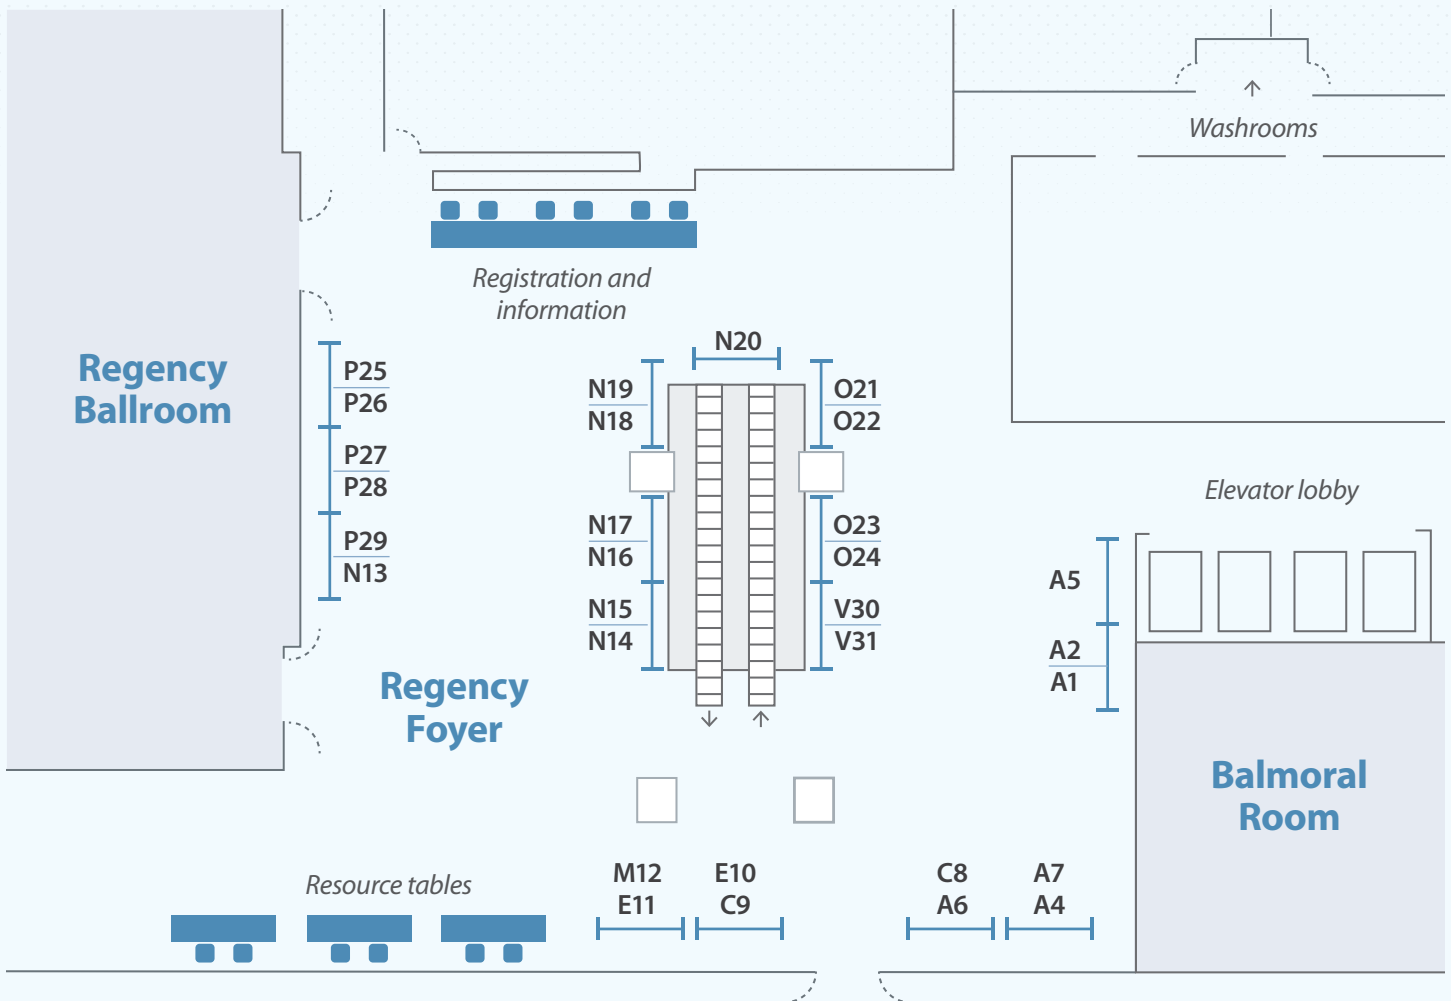 Washrooms
Registration and
information
N20
Regency
Ballroom
P25
P26
P27
P28
P29
N13
N19
N18
N17
N16
N15
N14
O21
O22
O23
O24
V30
V31
Elevator lobby
A5
A2
A1
Regency
Foyer
Balmoral
Room
Resource tables
M12
E11
E10
C9
C8
A6
A7
A4